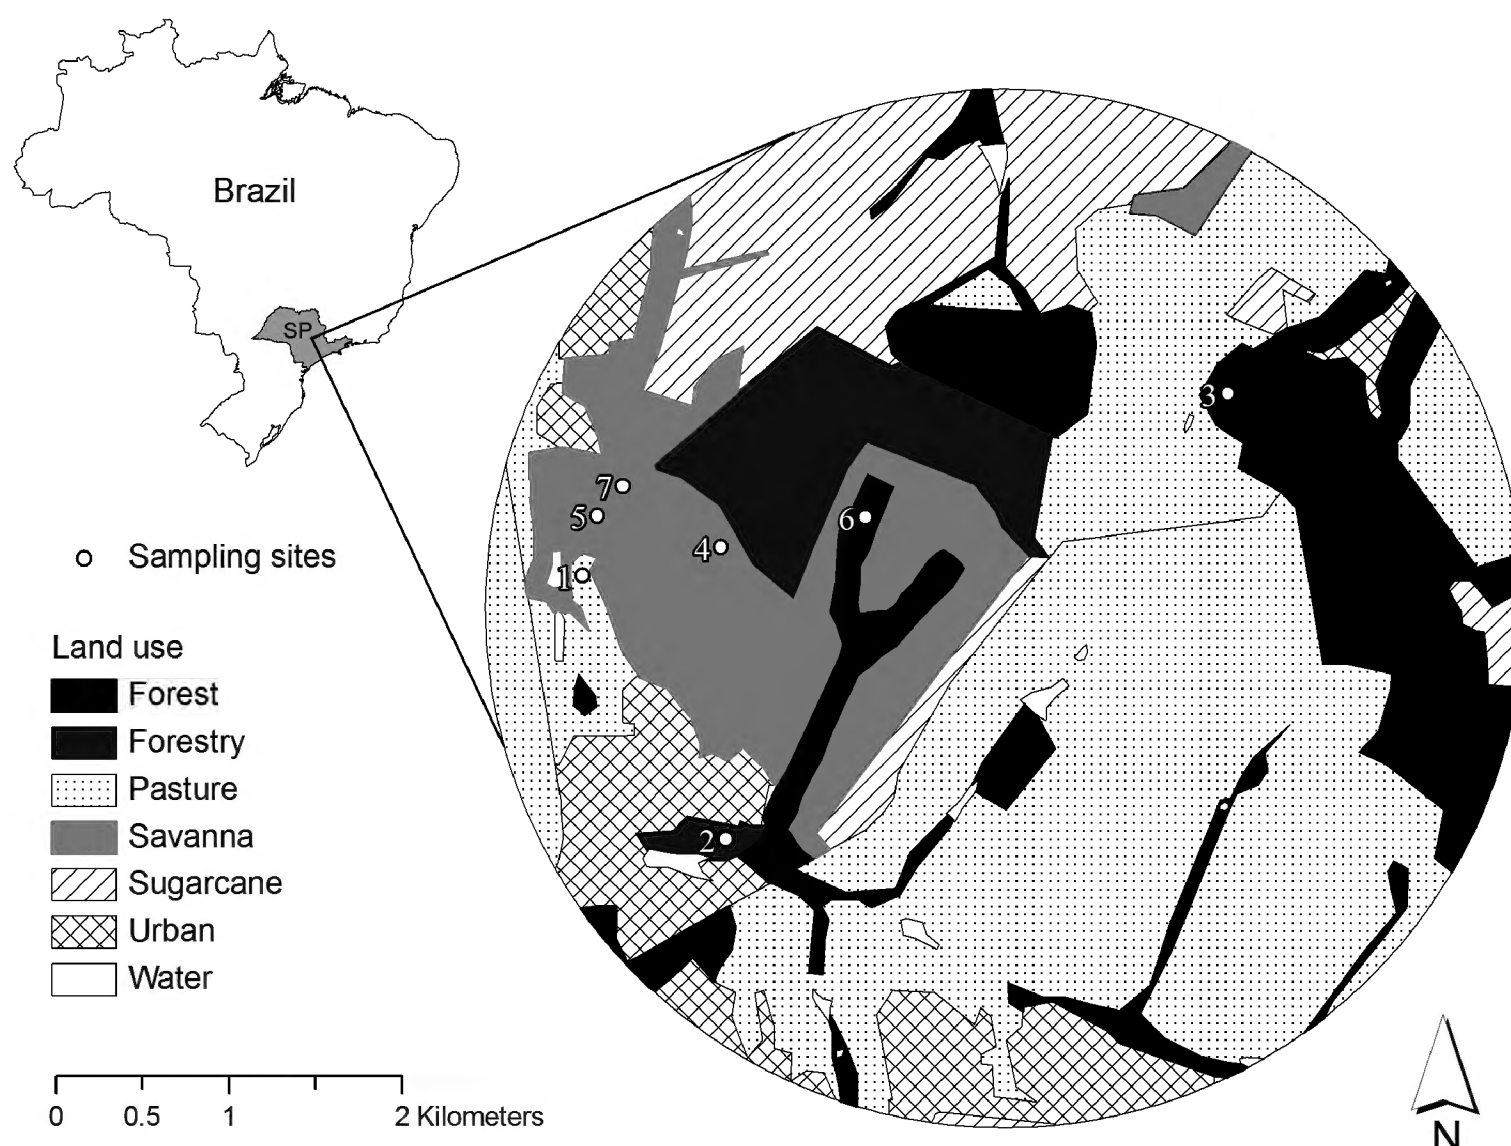 Brazil
SP
3
7
5
6
4
1
Sampling sites
Land use
Forest
Forestry
Pasture
Savanna
2
Sugarcane
Urban
Water
0 0.5 1 2 Kilometers
N